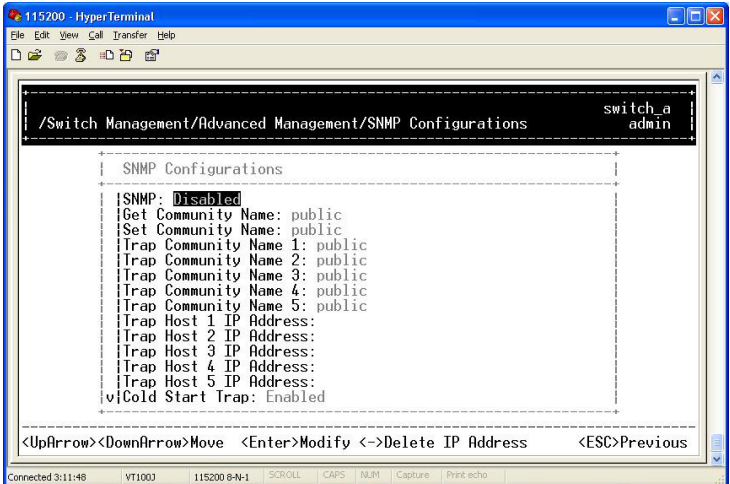 115200 - HyperTerminal
File Edit View Call Transfer Help
switch_a
/Switch Management/Advanced Management/SNMP Configurations admin
SNMP Configurations
SNMP: Disabled
Get Community Name: public
Set Community Name: public
Trap Community Name 1: public
Trap Community Name 2: public
Trap Community Name 3: public
Trap Community Name 4: public
Trap Community Name 5: public
Trap Host 1 IP Address:
Trap Host 2 IP Address:
Trap Host 3 IP Address:
Trap Host 4 IP Address:
Trap Host 5 IP Address:
v|Cold Start Trap: Enabled
<UpArrow><DownArrow>Move <Enter>Modify <->Delete IP Address <ESC>Previous
Connected 3:11:48 VT100J 115200 8-N-1 SCROLL CAPS NUM Capture Print echo